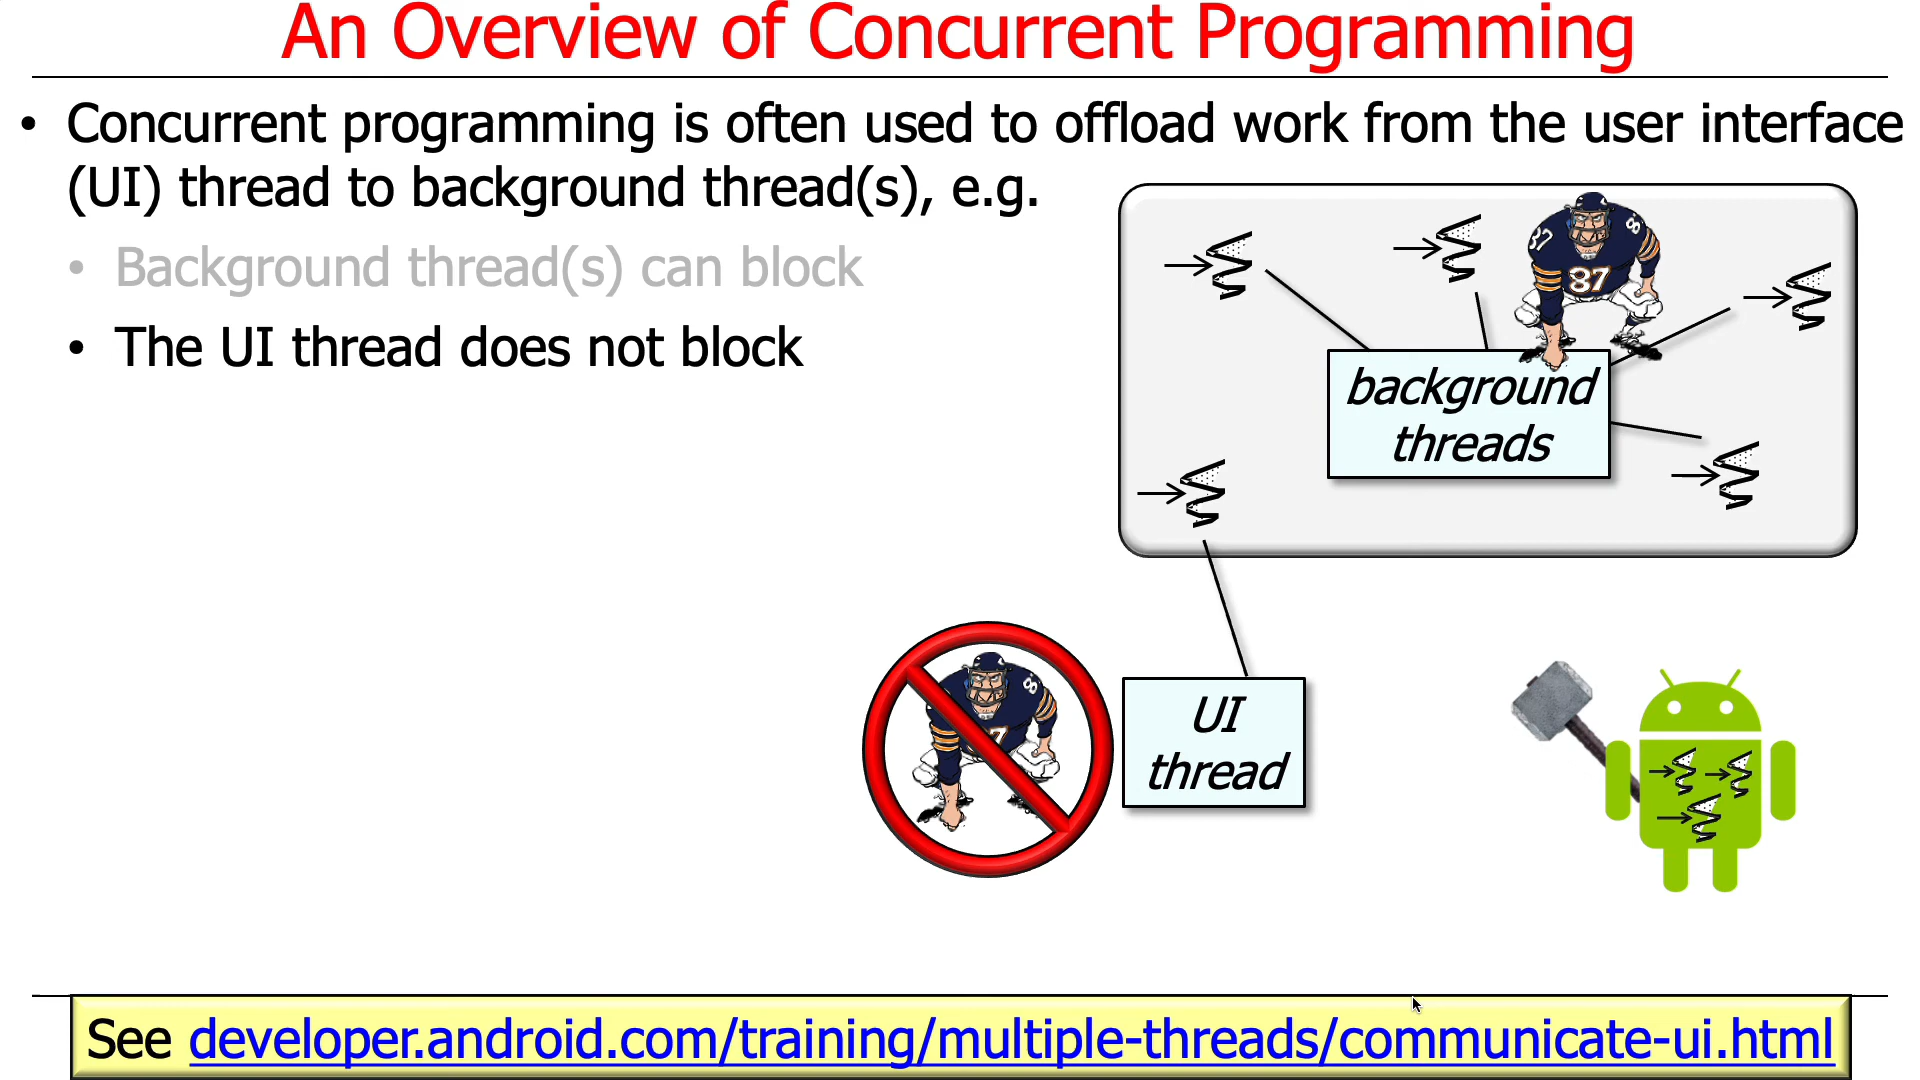 An Overview of Concurrent Programming
• Concurrent programming is often used to offload work from the user interface
(UI) thread to background thread(s), e.g.
• Background thread(s) can block
• The UI thread does not block
87
87
background
threads
UI
thread
See developer.android.com/training/multiple-threads/communicate-ui.html